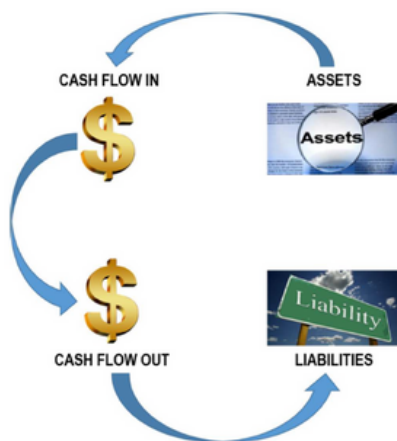 CASH FLOW IN
ASSETS
Assets
Liability
CASH FLOW OUT
LIABILITIES